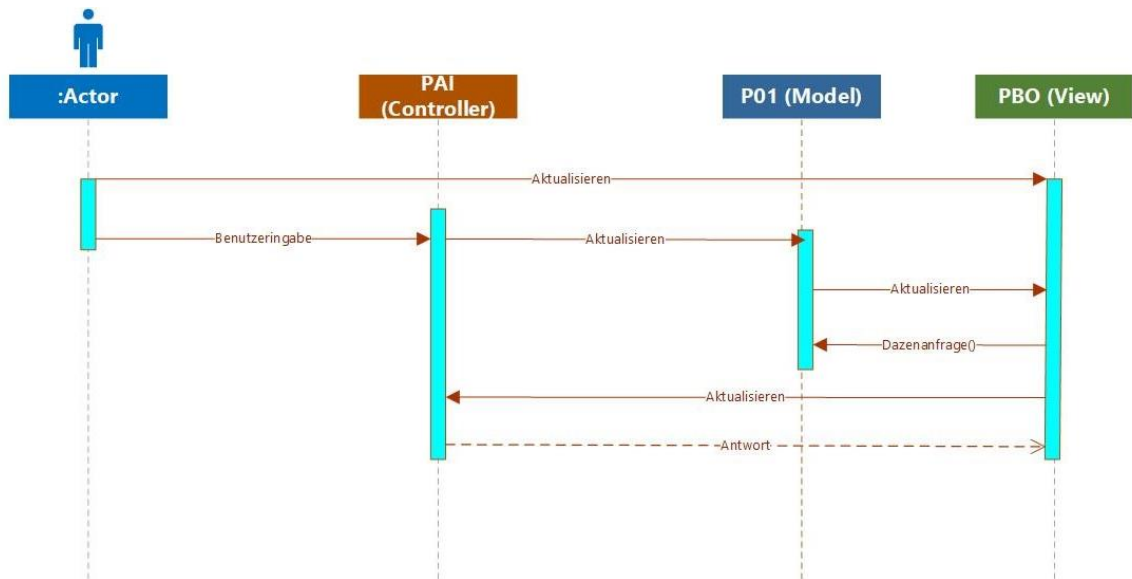 :Actor
PAI
(Controller)
P01 (Model)
PBO (View)
Aktualisieren
Benutzeringabe
Aktualisieren
Aktualisieren
Dazenanfrage()
Aktualisieren
Antwort